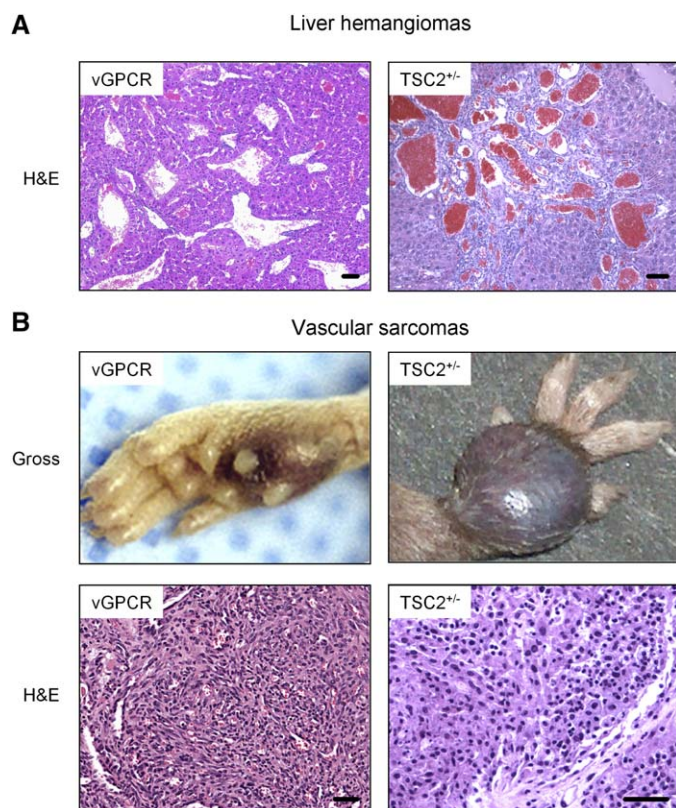 A
Liver hemangiomas
vGPCR
TSC2+/-
H&E
B
Vascular sarcomas
vGPCR
TSC2+/-
Gross
vGPCR
TSC2+/-
H&E